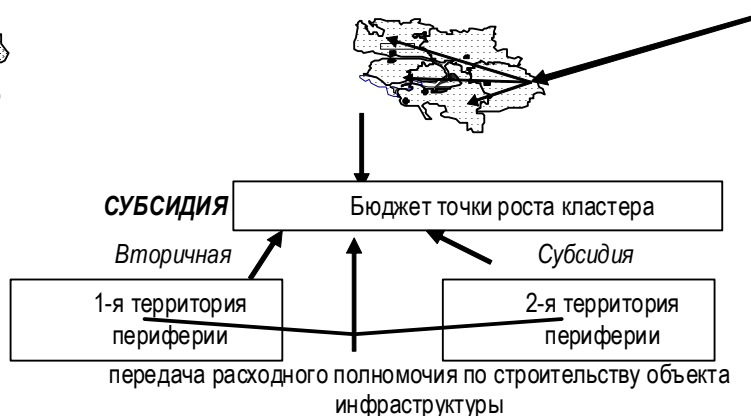 СУБСИДИЯ Бюджет точки роста кластера
Вторичная Субсидия
1-я территория
периферии
2-я территория
периферии
передача расходного полномочия по строительству объекта
инфраструктуры